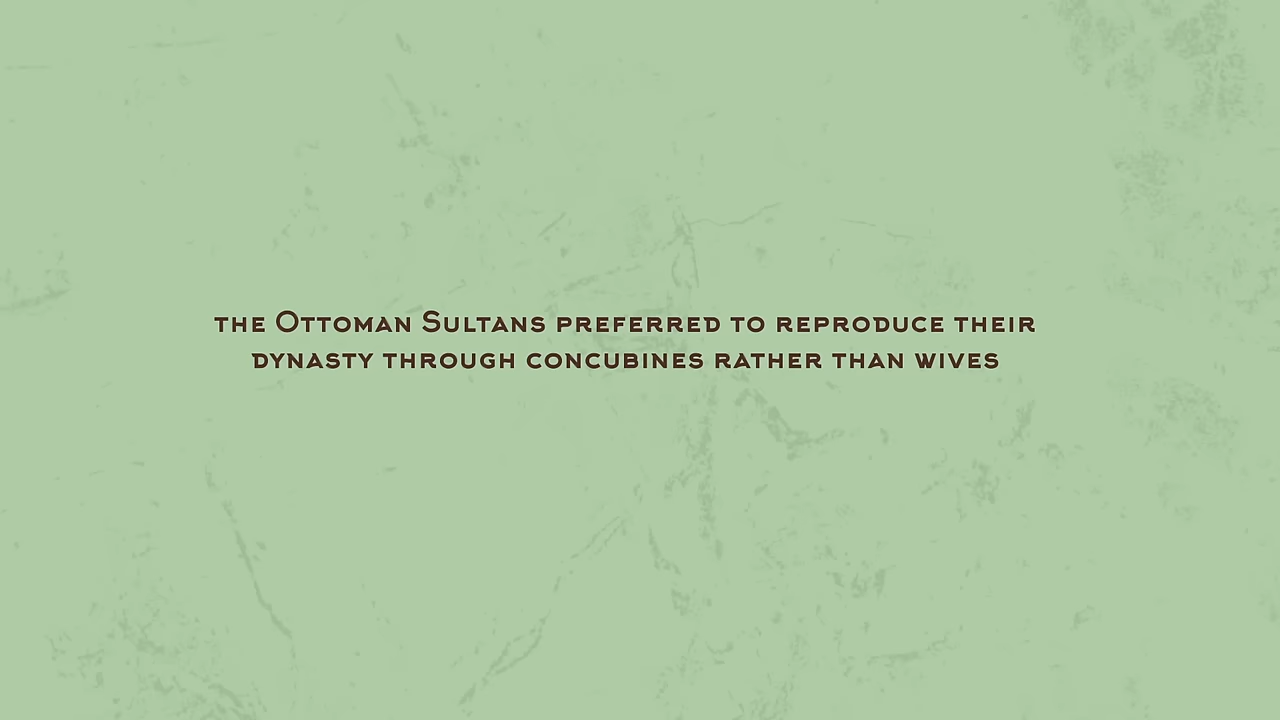 the Ottoman Sultans preferred to reproduce their
dynasty through concubines rather than wives